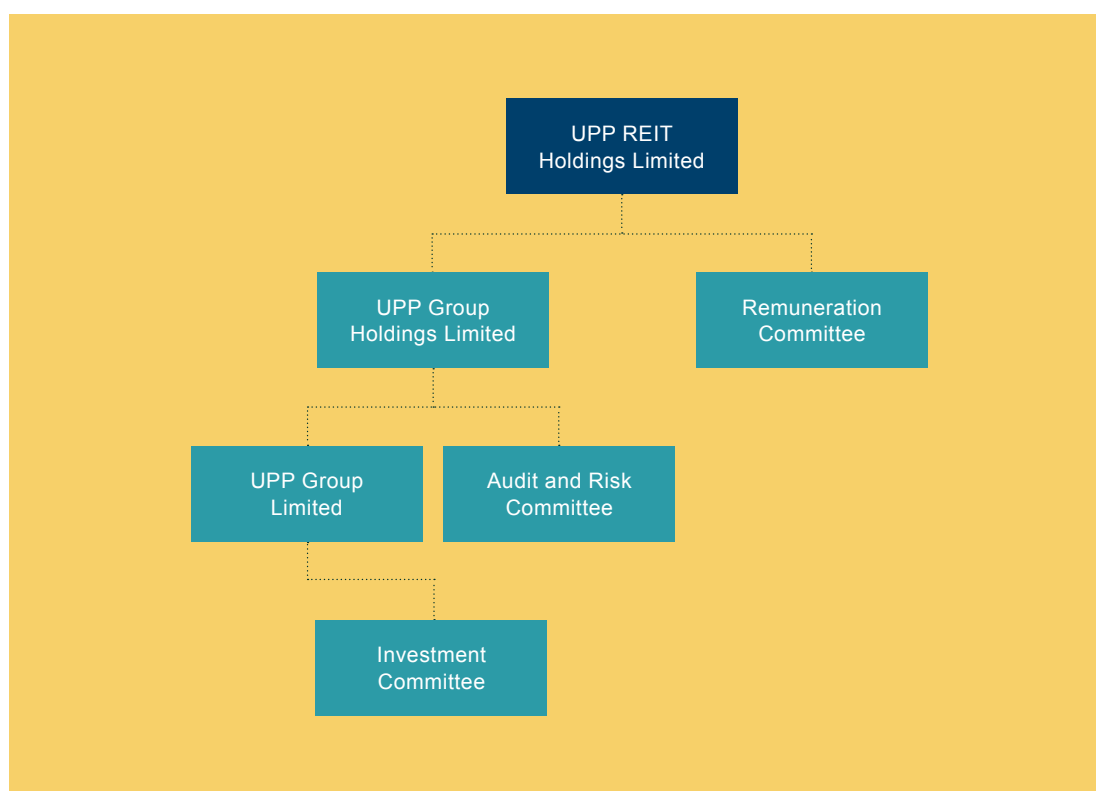 UPP REIT
Holdings Limited
UPP Group
Holdings Limited
Remuneration
Committee
UPP Group
Limited
Audit and Risk
Committee
Investment
Committee